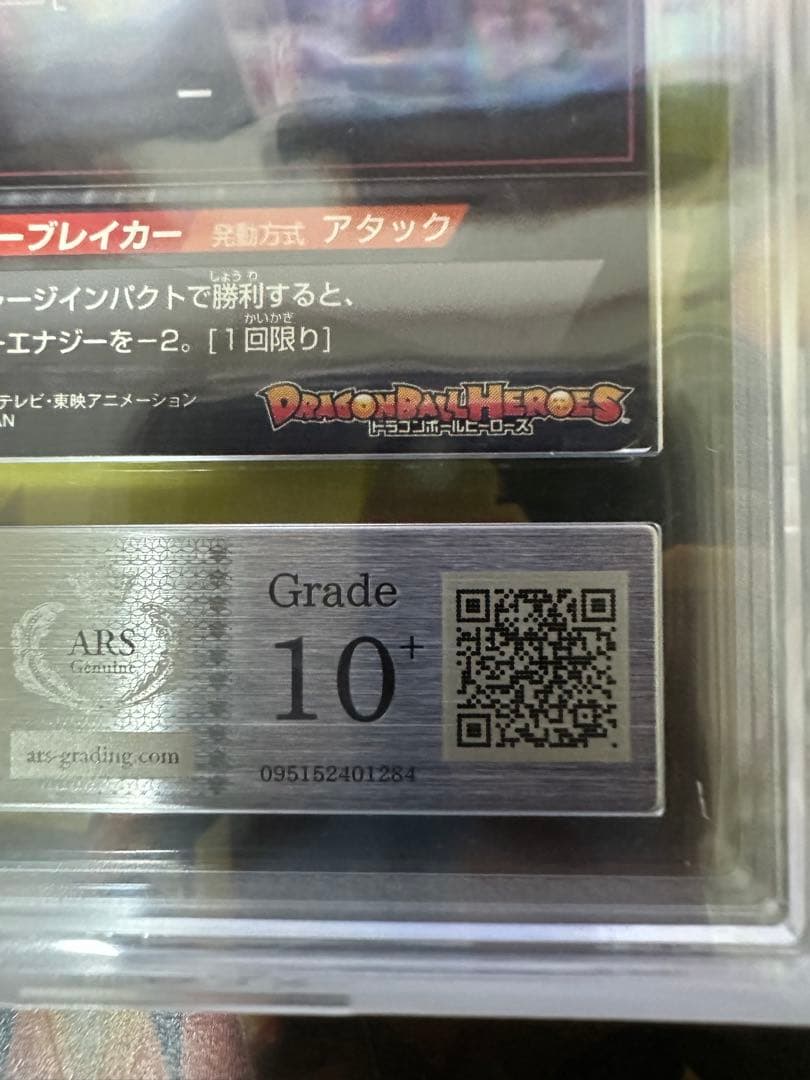 ーブレイカー 発動方式 アタック
ャージインパクトで勝利すると、
しょうり
ーエナジーを−2。[1回限り]
かいかぎ
テレビ・東映アニメーション
AN
DRAGONBALL HEROES
ドラゴンボールヒーローズ
ARS
Genuine
ars-grading.com
Grade
10+
095152401284